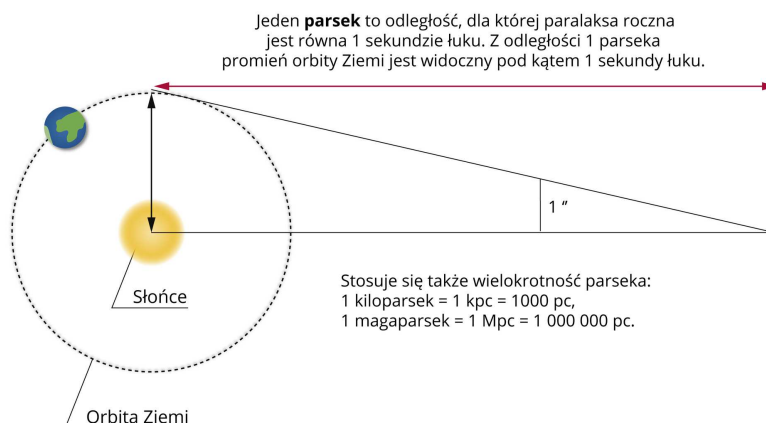 Jeden parsek to odległość, dla której paralaksa roczna
jest równa 1 sekundzie łuku. Z odległości 1 parseka
promień orbity Ziemi jest widoczny pod kątem 1 sekundy łuku.
1 ‘’
Słońce
Stosuje się także wielokrotność parseka:
1 kiloparsek = 1 kpc = 1000 pc,
1 magaparsek = 1 Mpc = 1 000 000 pc.
Orbita Ziemi